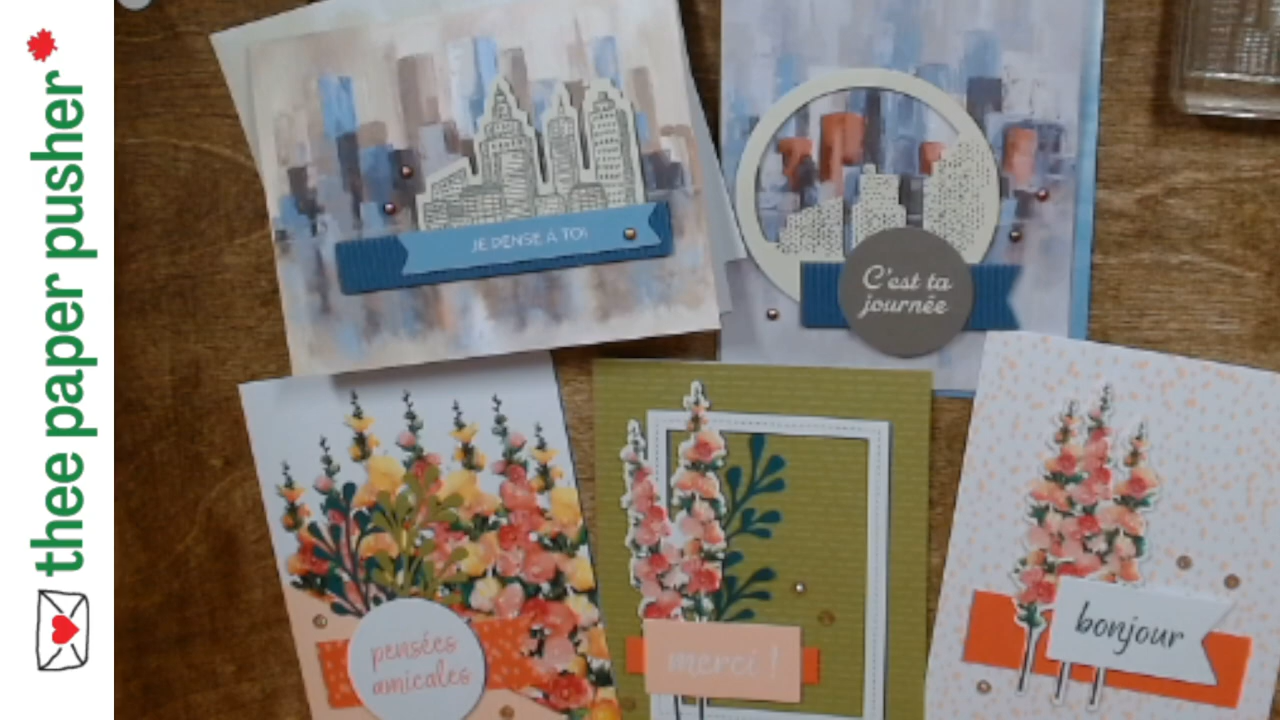 thee paper pusher
JE PENSE À TOI
C'est ta
journée
pensées
amicales
merci !
bonjour